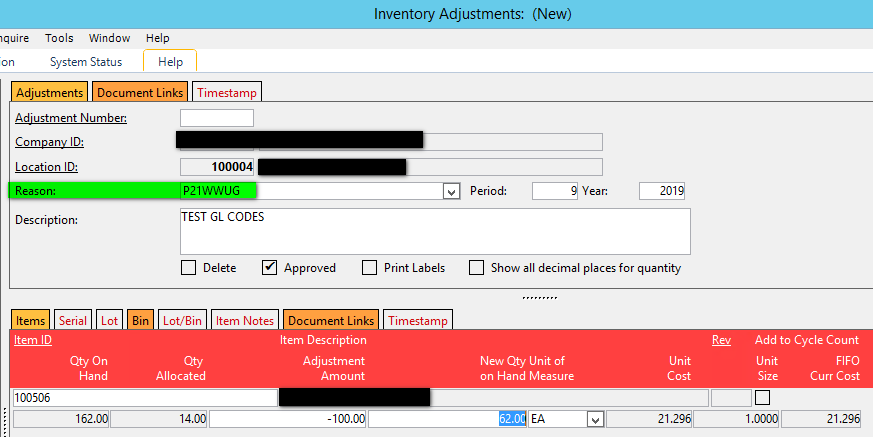 Inventory Adjustments: (New)
nquire Tools Window Help
ion System Status Help
Adjustments Document Links Timestamp
Adjustment Number:
Company ID:
Location ID: 100004
Reason: P21WWUG Period: 9 Year: 2019
Description: TEST GL CODES
Delete Approved Print Labels Show all decimal places for quantity
Items Serial Lot Bin Lot/Bin Item Notes Document Links Timestamp
Item ID Item Description Rev Add to Cycle Count
Qty On Qty Adjustment New Qty Unit of Unit Unit FIFO
Hand Allocated Amount on Hand Measure Cost Size Curr Cost
100506
162.00 14.00 -100.00 62.00 EA 21.296 1.0000 21.296